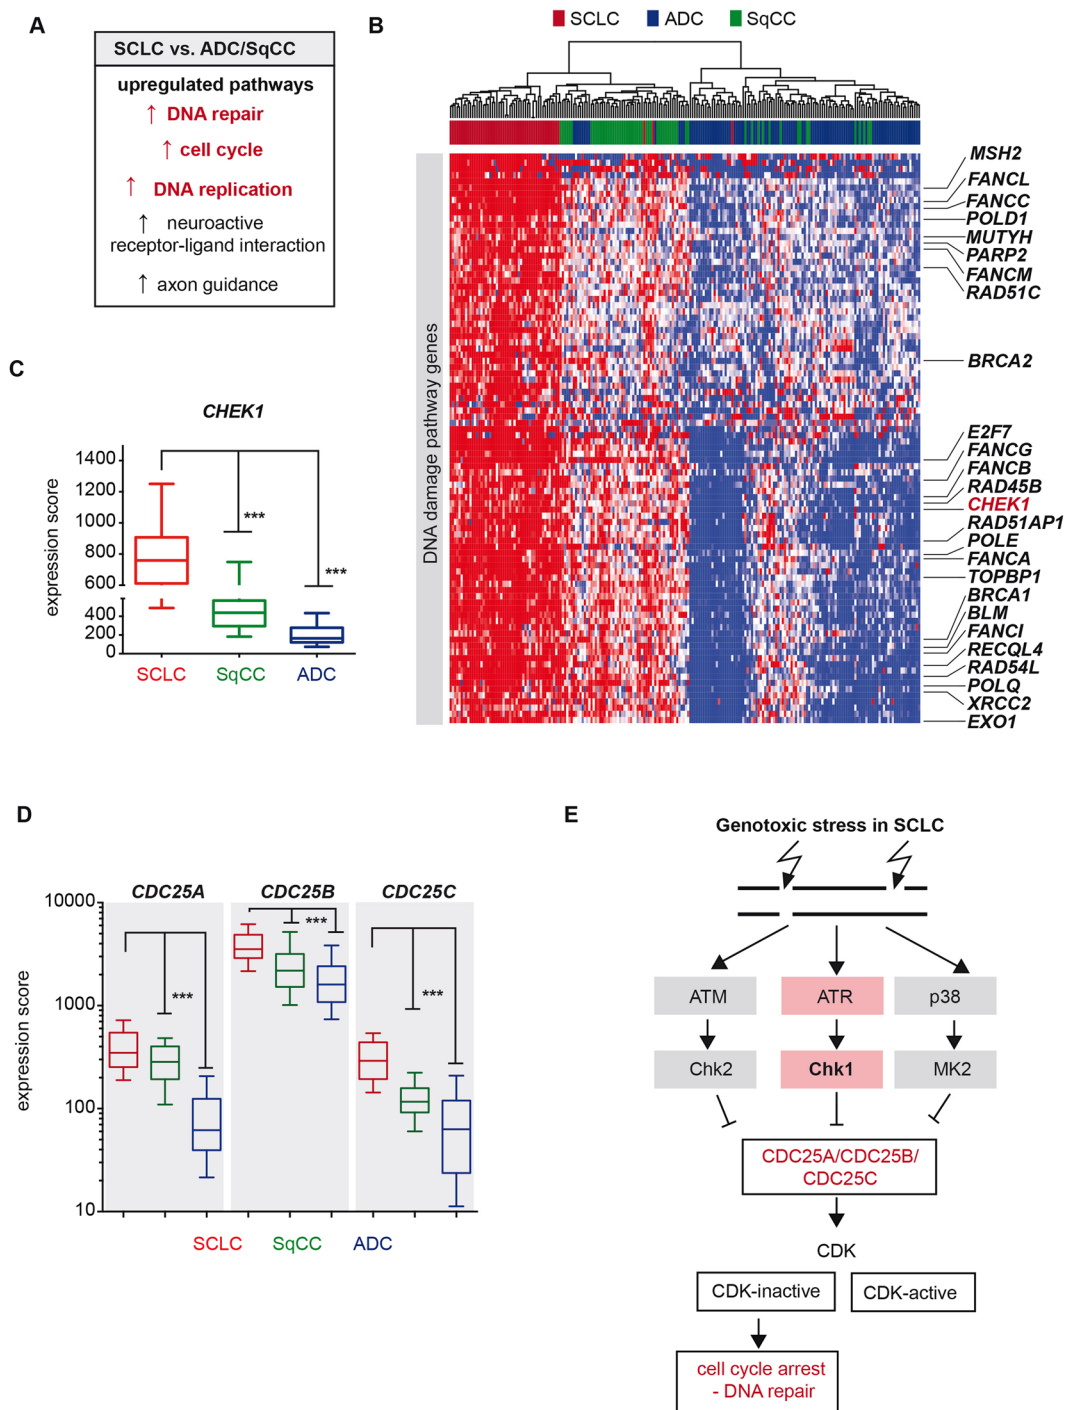 A
SCLC vs. ADC/SqCC
upregulated pathways
↑ DNA repair
↑ cell cycle
↑ DNA replication
↑ neuroactive
receptor-ligand interaction
↑ axon guidance
B
SCLC ADC SqCC
DNA damage pathway genes
MSH2
FANCL
FANCC
POLD1
MUTYH
PARP2
FANCM
RAD51C
BRCA2
E2F7
FANCG
FANCB
RAD45B
CHEK1
RAD51AP1
POLE
FANCA
TOPBP1
BRCA1
BLM
FANCI
RECQL4
RAD54L
POLQ
XRCC2
EXO1
C
CHEK1
expression score
1400
1200
1000
800
600
400
200
0
***
***
SCLC SqCC ADC
D
CDC25A CDC25B CDC25C
expression score
10000
1000
100
10
***
***
***
SCLC SqCC ADC
E
Genotoxic stress in SCLC
ATM ATR p38
Chk2 Chk1 MK2
CDC25A/CDC25B/
CDC25C
CDK
CDK-inactive CDK-active
cell cycle arrest
- DNA repair